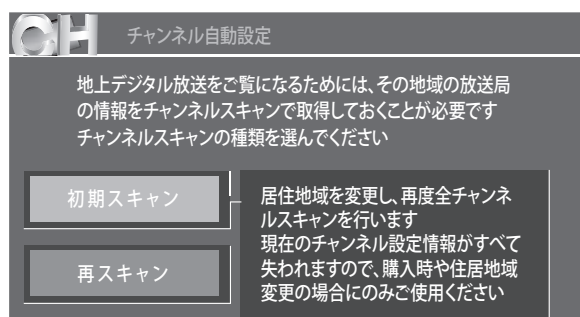 CH チャンネル自動設定
地上デジタル放送をご覧になるためには、その地域の放送局
の情報をチャンネルスキャンで取得しておくことが必要です
チャンネルスキャンの種類を選んでください
初期スキャン
再スキャン
居住地域を変更し、再度全チャンネ
ルスキャンを行います
現在のチャンネル設定情報がすべて
失われますので、購入時や住居地域
変更の場合にのみご使用ください